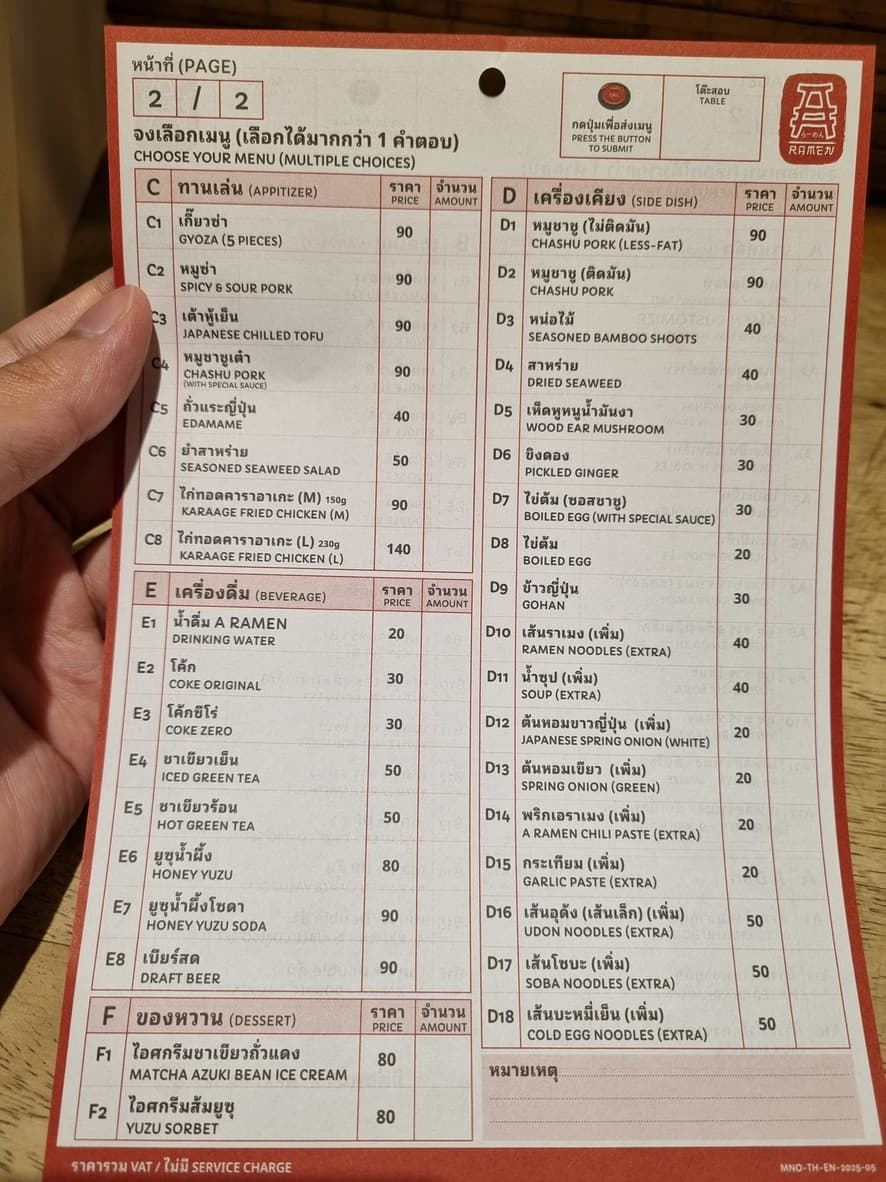 หน้าที่ (PAGE)
2 / 2
จงเลือกเมนู (เลือกได้มากกว่า 1 คำตอบ)
CHOOSE YOUR MENU (MULTIPLE CHOICES)
กดปุ่มเพื่อส่งเมนู
PRESS THE BUTTON
TO SUBMIT
โต๊ะสอบ
TABLE
らーめん
RAMEN
C ทานเล่น (APPITIZER) ราคา PRICE จำนวน AMOUNT
C1 เกี๊ยวซ่า 90
GYOZA (5 PIECES)
C2 หมูซ่า 90
SPICY & SOUR PORK
C3 เต้าหู้เย็น 90
JAPANESE CHILLED TOFU
C4 หมูชาชูเต๋า 90
CHASHU PORK
(WITH SPECIAL SAUCE)
C5 ถั่วแระญี่ปุ่น 40
EDAMAME
C6 ยำสาหร่าย 50
SEASONED SEAWEED SALAD
C7 ไก่ทอดคาราอาเกะ (M) 150g 90
KARAAGE FRIED CHICKEN (M)
C8 ไก่ทอดคาราอาเกะ (L) 230g 140
KARAAGE FRIED CHICKEN (L)
E เครื่องดื่ม (BEVERAGE) ราคา PRICE จำนวน AMOUNT
E1 น้ำดื่ม A RAMEN 20
DRINKING WATER
E2 โค้ก 30
COKE ORIGINAL
E3 โค้กซีโร่ 30
COKE ZERO
E4 ชาเขียวเย็น 50
ICED GREEN TEA
E5 ชาเขียวร้อน 50
HOT GREEN TEA
E6 ยูซุน้ำผึ้ง 80
HONEY YUZU
E7 ยูซุน้ำผึ้งโซดา 90
HONEY YUZU SODA
E8 เบียร์สด 90
DRAFT BEER
F ของหวาน (DESSERT) ราคา PRICE จำนวน AMOUNT
F1 ไอศกรีมชาเขียวถั่วแดง 80
MATCHA AZUKI BEAN ICE CREAM
F2 ไอศกรีมส้มยูซุ 80
YUZU SORBET
D เครื่องเคียง (SIDE DISH) ราคา PRICE จำนวน AMOUNT
D1 หมูชาชู (ไม่ติดมัน) 90
CHASHU PORK (LESS-FAT)
D2 หมูชาชู (ติดมัน) 90
CHASHU PORK
D3 หน่อไม้ 40
SEASONED BAMBOO SHOOTS
D4 สาหร่าย 40
DRIED SEAWEED
D5 เห็ดหูหนูน้ำมันงา 30
WOOD EAR MUSHROOM
D6 ขิงดอง 30
PICKLED GINGER
D7 ไข่ต้ม (ซอสชาชู) 30
BOILED EGG (WITH SPECIAL SAUCE)
D8 ไข่ต้ม 20
BOILED EGG
D9 ข้าวญี่ปุ่น 30
GOHAN
D10 เส้นราเมง (เพิ่ม) 40
RAMEN NOODLES (EXTRA)
D11 น้ำซุป (เพิ่ม) 40
SOUP (EXTRA)
D12 ต้นหอมขาวญี่ปุ่น (เพิ่ม) 20
JAPANESE SPRING ONION (WHITE)
D13 ต้นหอมเขียว (เพิ่ม) 20
SPRING ONION (GREEN)
D14 พริกเอราเมง (เพิ่ม) 20
A RAMEN CHILI PASTE (EXTRA)
D15 กระเทียม (เพิ่ม) 20
GARLIC PASTE (EXTRA)
D16 เส้นอุด้ง (เส้นเล็ก) (เพิ่ม) 50
UDON NOODLES (EXTRA)
D17 เส้นโซบะ (เพิ่ม) 50
SOBA NOODLES (EXTRA)
D18 เส้นบะหมี่เย็น (เพิ่ม) 50
COLD EGG NOODLES (EXTRA)
หมายเหตุ
ราคารวม VAT / ไม่มี SERVICE CHARGE
MNO-TH-EN-2025-05